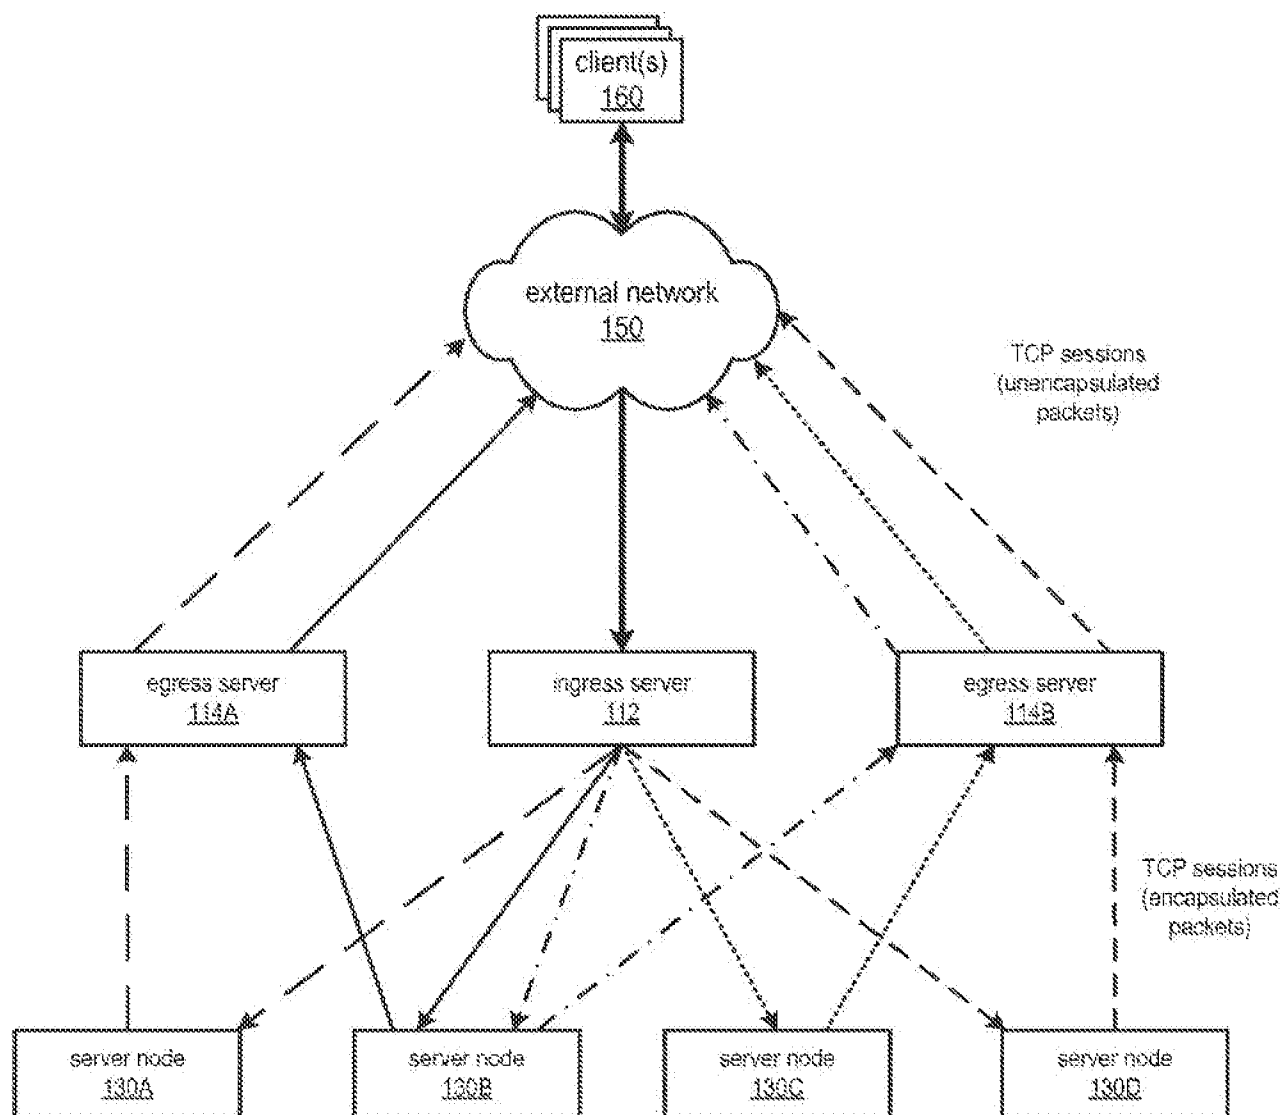 client(s)
160
external network
150
TCP sessions
(unencapsulated
packets)
egress server
114A
ingress server
112
egress server
114B
TCP sessions
(encapsulated
packets)
server node
130A
server node
130B
server node
130C
server node
130D